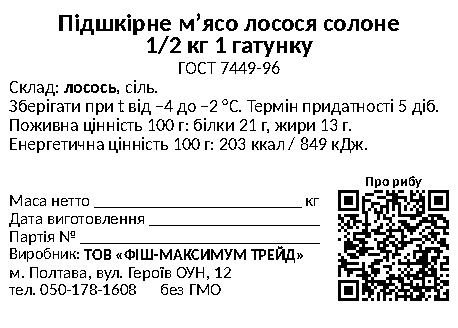 Підшкірне м’ясо лосося солоне
1/2 кг 1 гатунку
ГОСТ 7449-96
Склад: лосось, сіль.
Зберігати при t від −4 до −2 °С. Термін придатності 5 діб.
Поживна цінність 100 г: білки 21 г, жири 13 г.
Енергетична цінність 100 г: 203 ккал / 849 кДж.
Про рибу
Маса нетто ________________________ кг
Дата виготовлення ____________________
Партія № ____________________________
Виробник: ТОВ «ФІШ-МАКСИМУМ ТРЕЙД»
м. Полтава, вул. Героїв ОУН, 12
тел. 050-178-1608 без ГМО